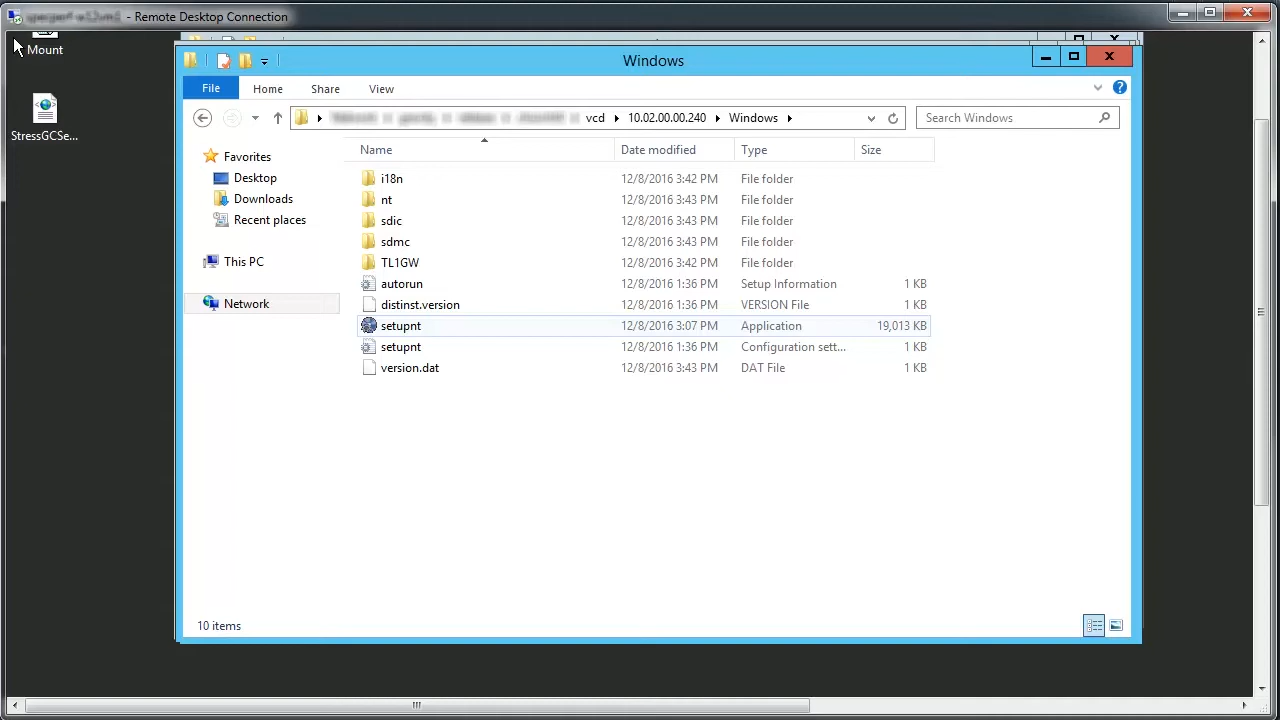 - Remote Desktop Connection
Mount
StressGCSe...
Windows
File Home Share View
vcd 10.02.00.00.240 Windows Search Windows
Favorites
Desktop
Downloads
Recent places
This PC
Network
Name Date modified Type Size
i18n 12/8/2016 3:42 PM File folder
nt 12/8/2016 3:43 PM File folder
sdic 12/8/2016 3:43 PM File folder
sdmc 12/8/2016 3:43 PM File folder
TL1GW 12/8/2016 3:42 PM File folder
autorun 12/8/2016 1:36 PM Setup Information 1 KB
distinst.version 12/8/2016 1:36 PM VERSION File 1 KB
setupnt 12/8/2016 3:07 PM Application 19,013 KB
setupnt 12/8/2016 1:36 PM Configuration sett... 1 KB
version.dat 12/8/2016 3:43 PM DAT File 1 KB
10 items